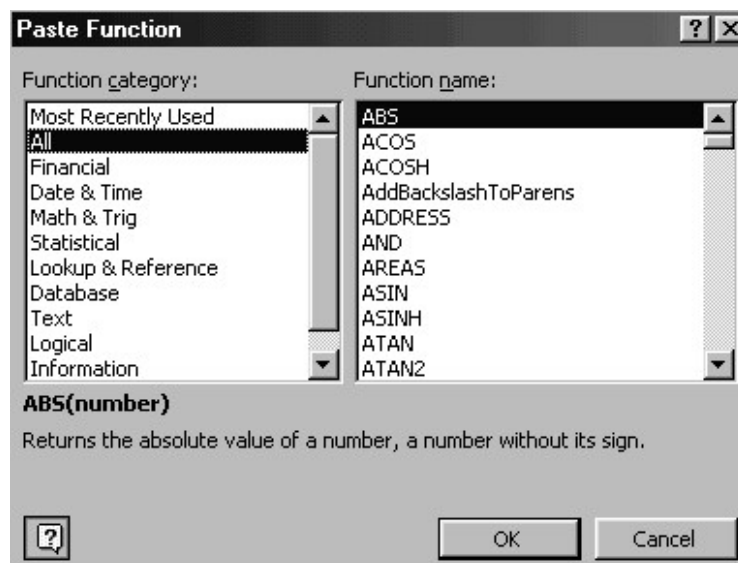 Paste Function
Function category:
Most Recently Used
All
Financial
Date & Time
Math & Trig
Statistical
Lookup & Reference
Database
Text
Logical
Information
Function name:
ABS
ACOS
ACOSH
AddBackslashToParens
ADDRESS
AND
AREAS
ASIN
ASINH
ATAN
ATAN2
ABS(number)
Returns the absolute value of a number, a number without its sign.
OK
Cancel